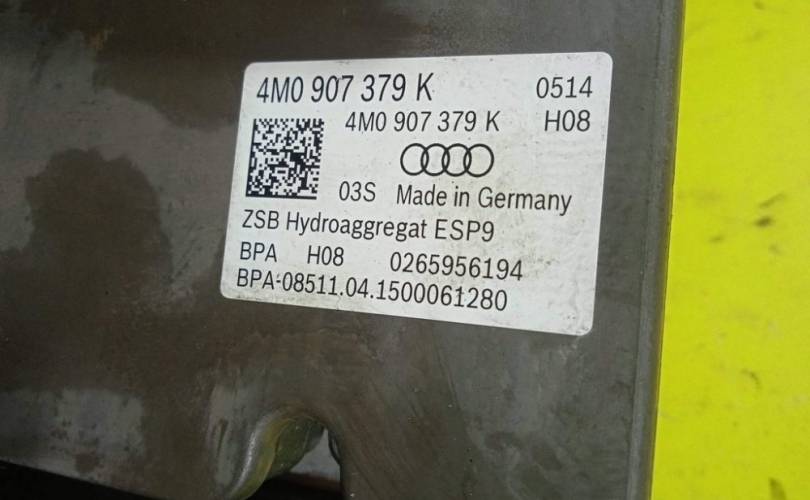 4M0 907 379 K 0514
4M0 907 379 K H08
03S Made in Germany
ZSB Hydroaggregat ESP9
BPA H08 0265956194
BPA-08511.04.1500061280